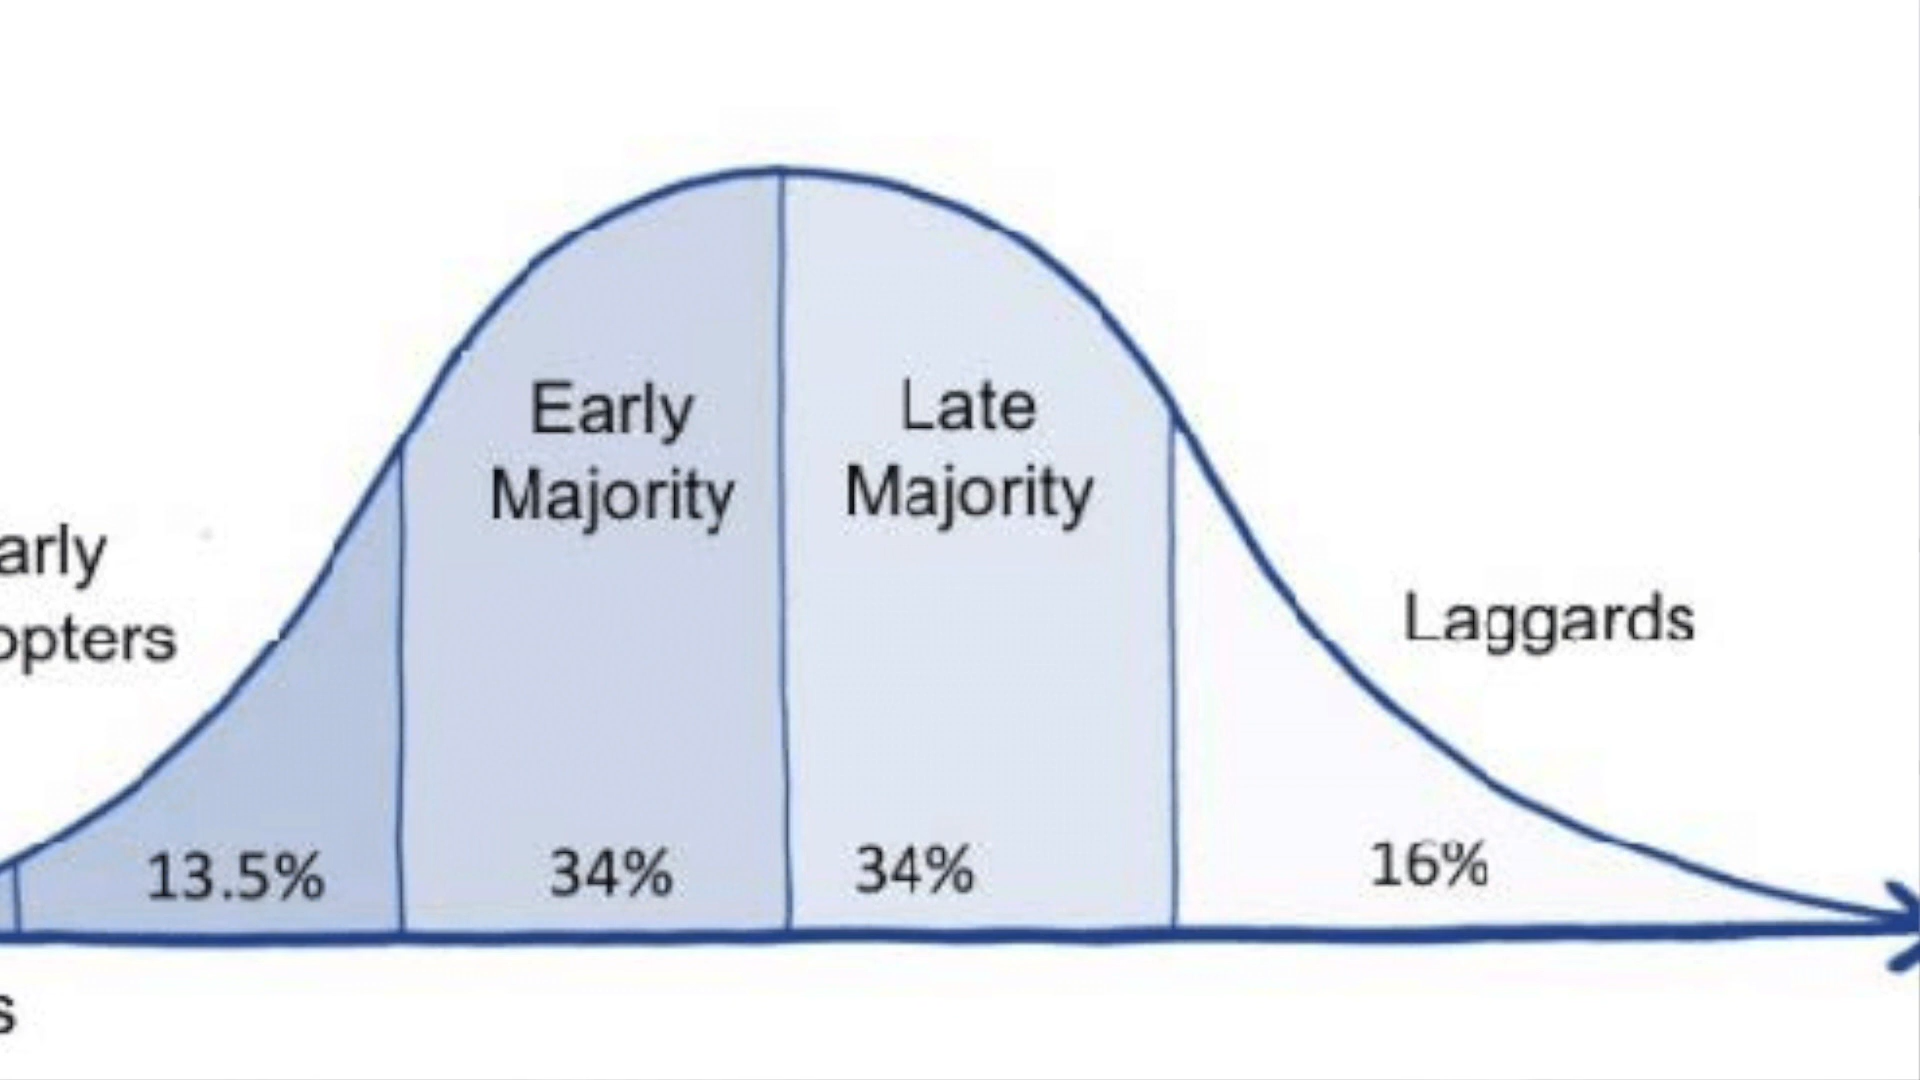 Early
Majority
Late
Majority
arly
opters
Laggards
13.5%
34%
34%
16%
s